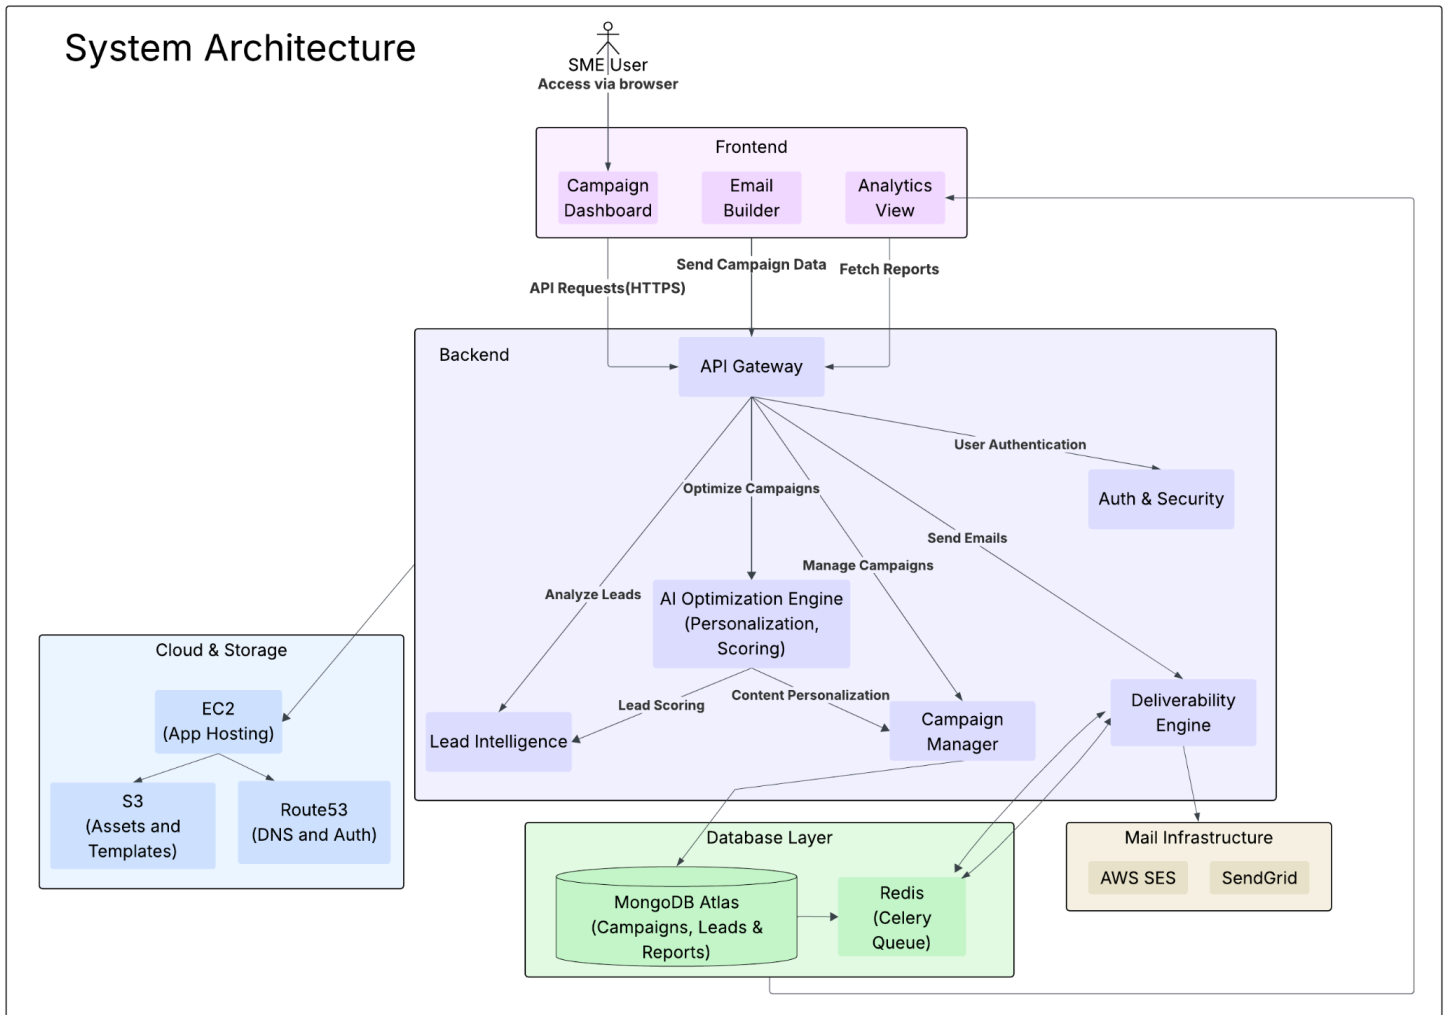 System Architecture
SME User
Access via browser
Frontend
Campaign
Dashboard
Email
Builder
Analytics
View
Send Campaign Data
Fetch Reports
API Requests(HTTPS)
Backend
API Gateway
User Authentication
Auth & Security
Optimize Campaigns
Send Emails
Manage Campaigns
Analyze Leads
AI Optimization Engine
(Personalization,
Scoring)
Lead Scoring
Content Personalization
Lead Intelligence
Campaign
Manager
Deliverability
Engine
Cloud & Storage
EC2
(App Hosting)
S3
(Assets and
Templates)
Route53
(DNS and Auth)
Database Layer
MongoDB Atlas
(Campaigns, Leads &
Reports)
Redis
(Celery
Queue)
Mail Infrastructure
AWS SES
SendGrid